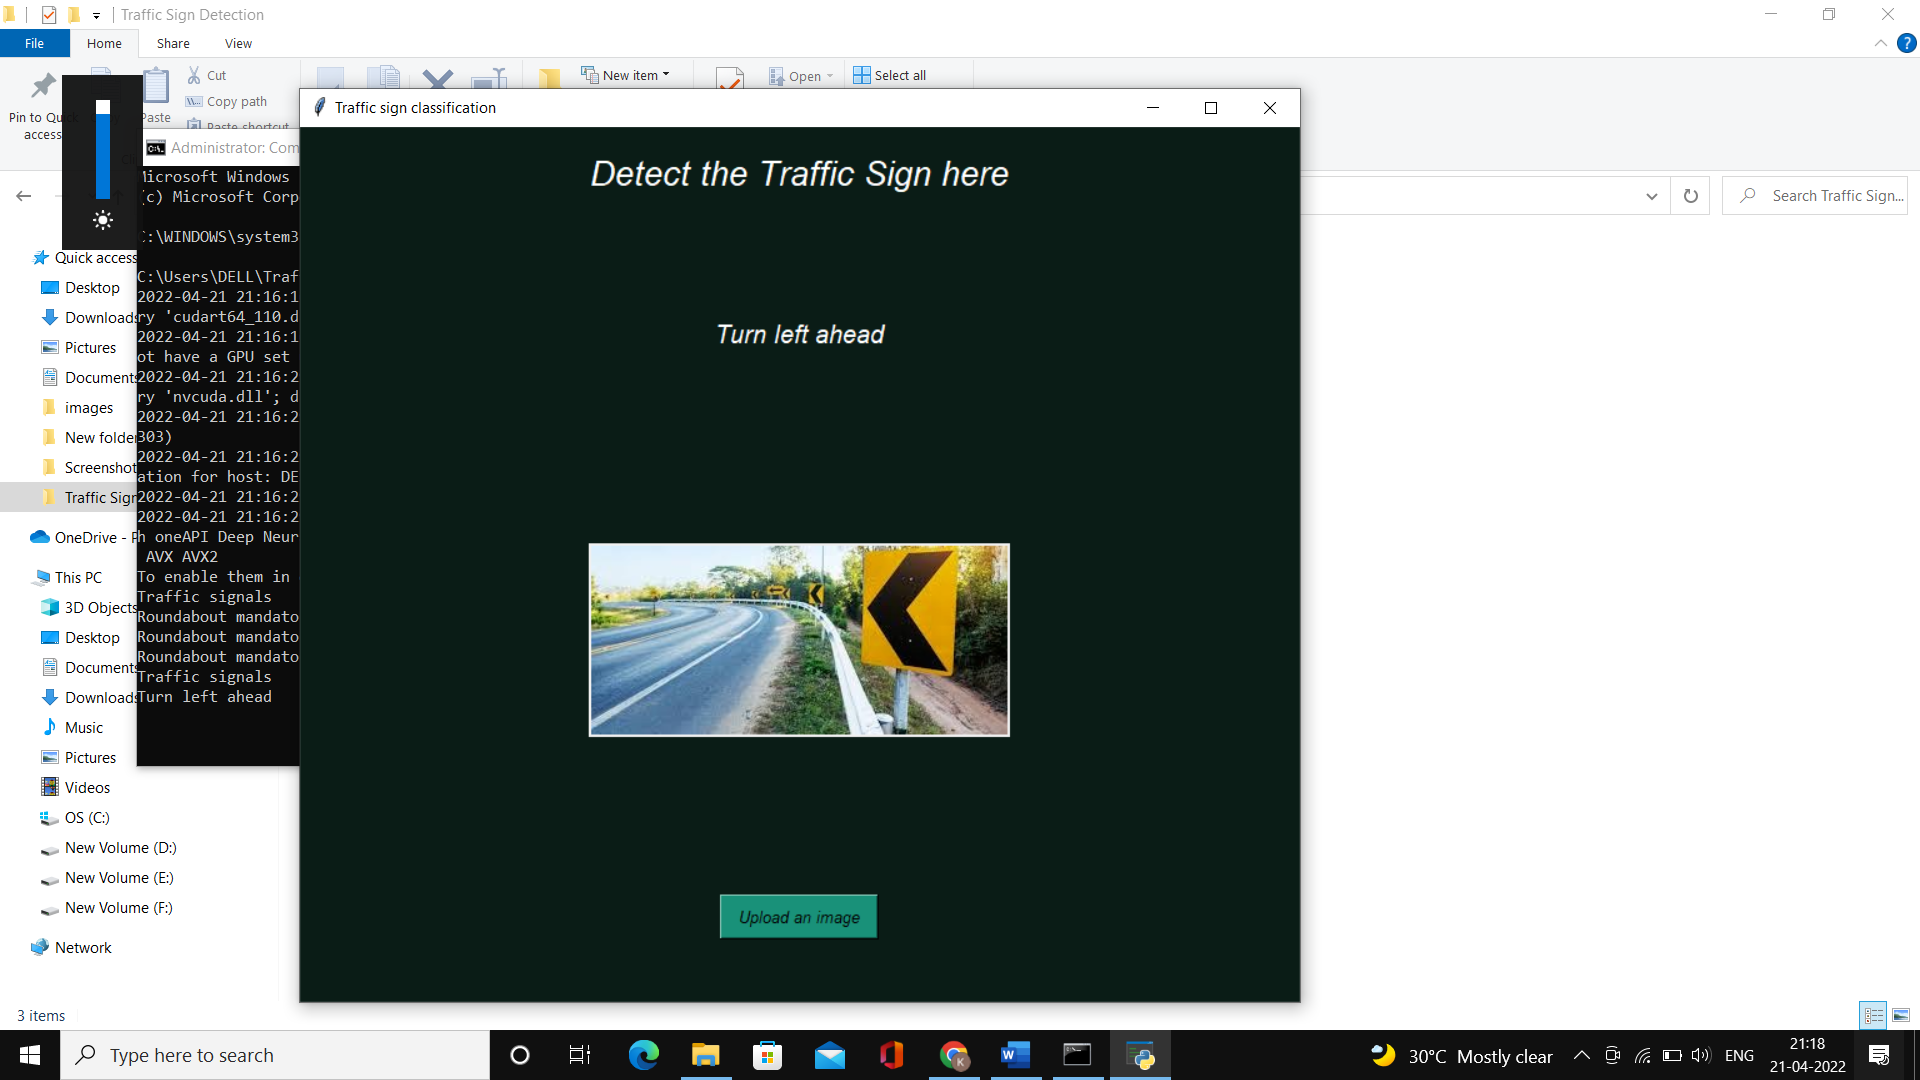 Traffic Sign Detection
File
Home
Share
View
Pin to Quick
access
Paste
Cut
Copy path
Paste shortcut
New item
Open
Select all
Search Traffic Sign...
Administrator: Com
Microsoft Windows
(c) Microsoft Corp
C:\WINDOWS\system3
C:\Users\DELL\Traf
2022-04-21 21:16:1
ry 'cudart64_110.d
2022-04-21 21:16:1
ot have a GPU set
2022-04-21 21:16:2
ry 'nvcuda.dll'; d
2022-04-21 21:16:2
303)
2022-04-21 21:16:2
ation for host: DE
2022-04-21 21:16:2
2022-04-21 21:16:2
h oneAPI Deep Neur
AVX AVX2
To enable them in
Traffic signals
Roundabout mandato
Roundabout mandato
Roundabout mandato
Traffic signals
Turn left ahead
Quick access
Desktop
Downloads
Pictures
Documents
images
New folder
Screenshot
Traffic Sign
OneDrive - P
This PC
3D Objects
Desktop
Documents
Downloads
Music
Pictures
Videos
OS (C:)
New Volume (D:)
New Volume (E:)
New Volume (F:)
Network
3 items
Traffic sign classification
Detect the Traffic Sign here
Turn left ahead
Upload an image
Type here to search
30°C Mostly clear
ENG
21:18
21-04-2022